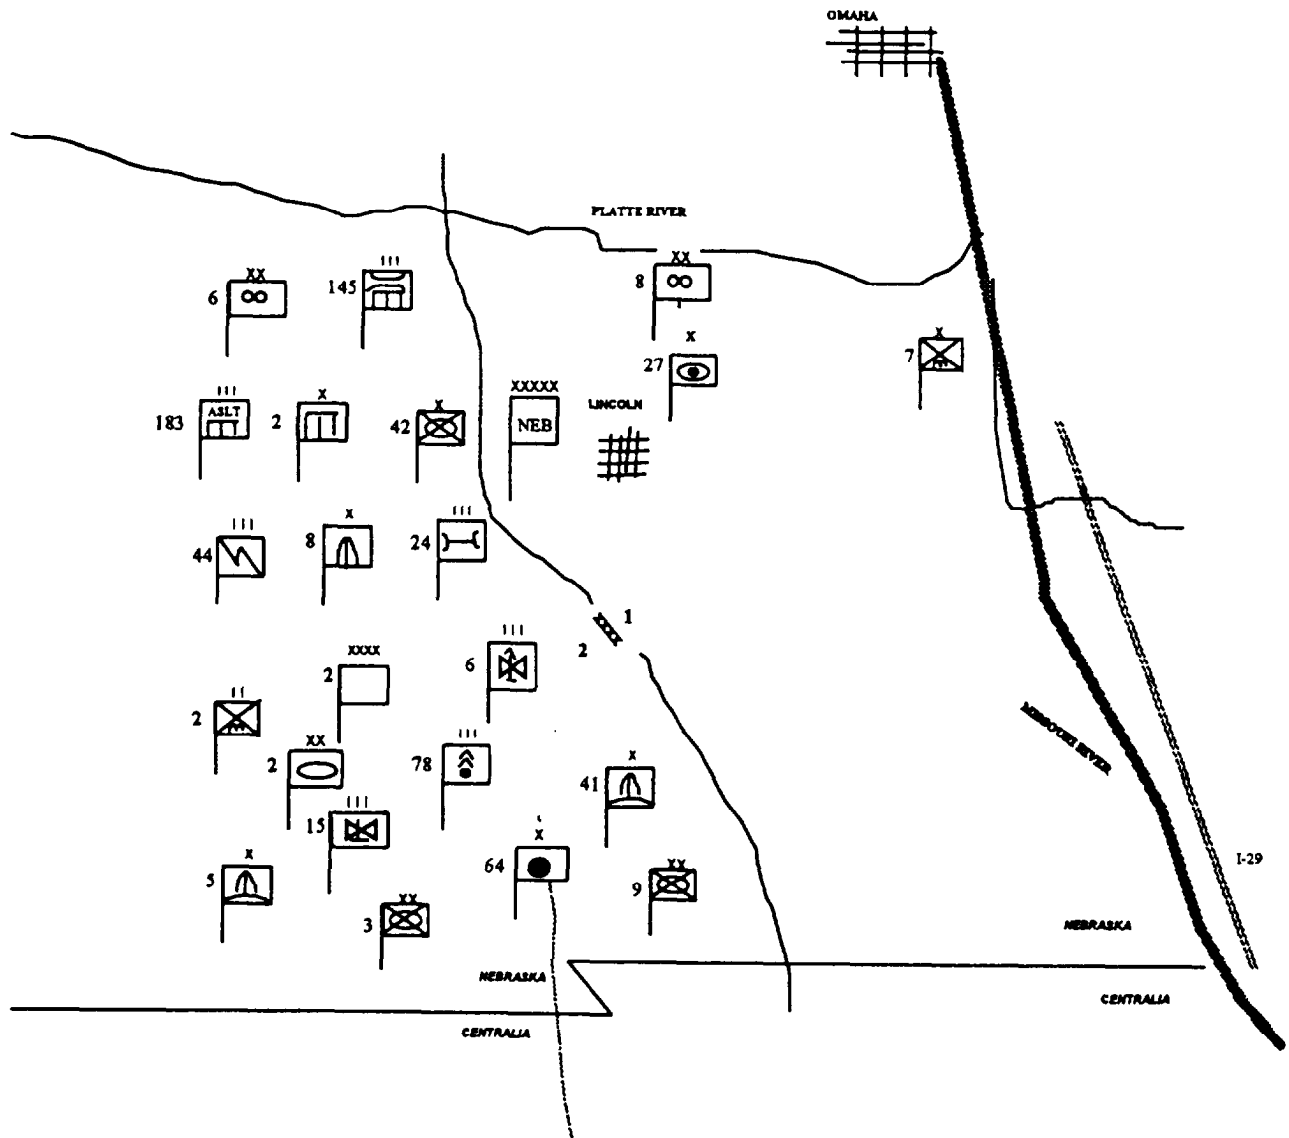 OMAHA
PLATTE RIVER
XX
6
III
145
XX
8
X
27
X
7
III
183 ASLT
X
2
X
42
XXXXX
NEB
LINCOLN
III
44
X
8
III
24
1
2
XXXX
2
III
6
II
2
XX
2
III
78
X
41
MISSOURI RIVER
III
15
X
5
X
64
XX
9
XX
3
I-29
NEBRASKA
NEBRASKA
CENTRALIA
CENTRALIA